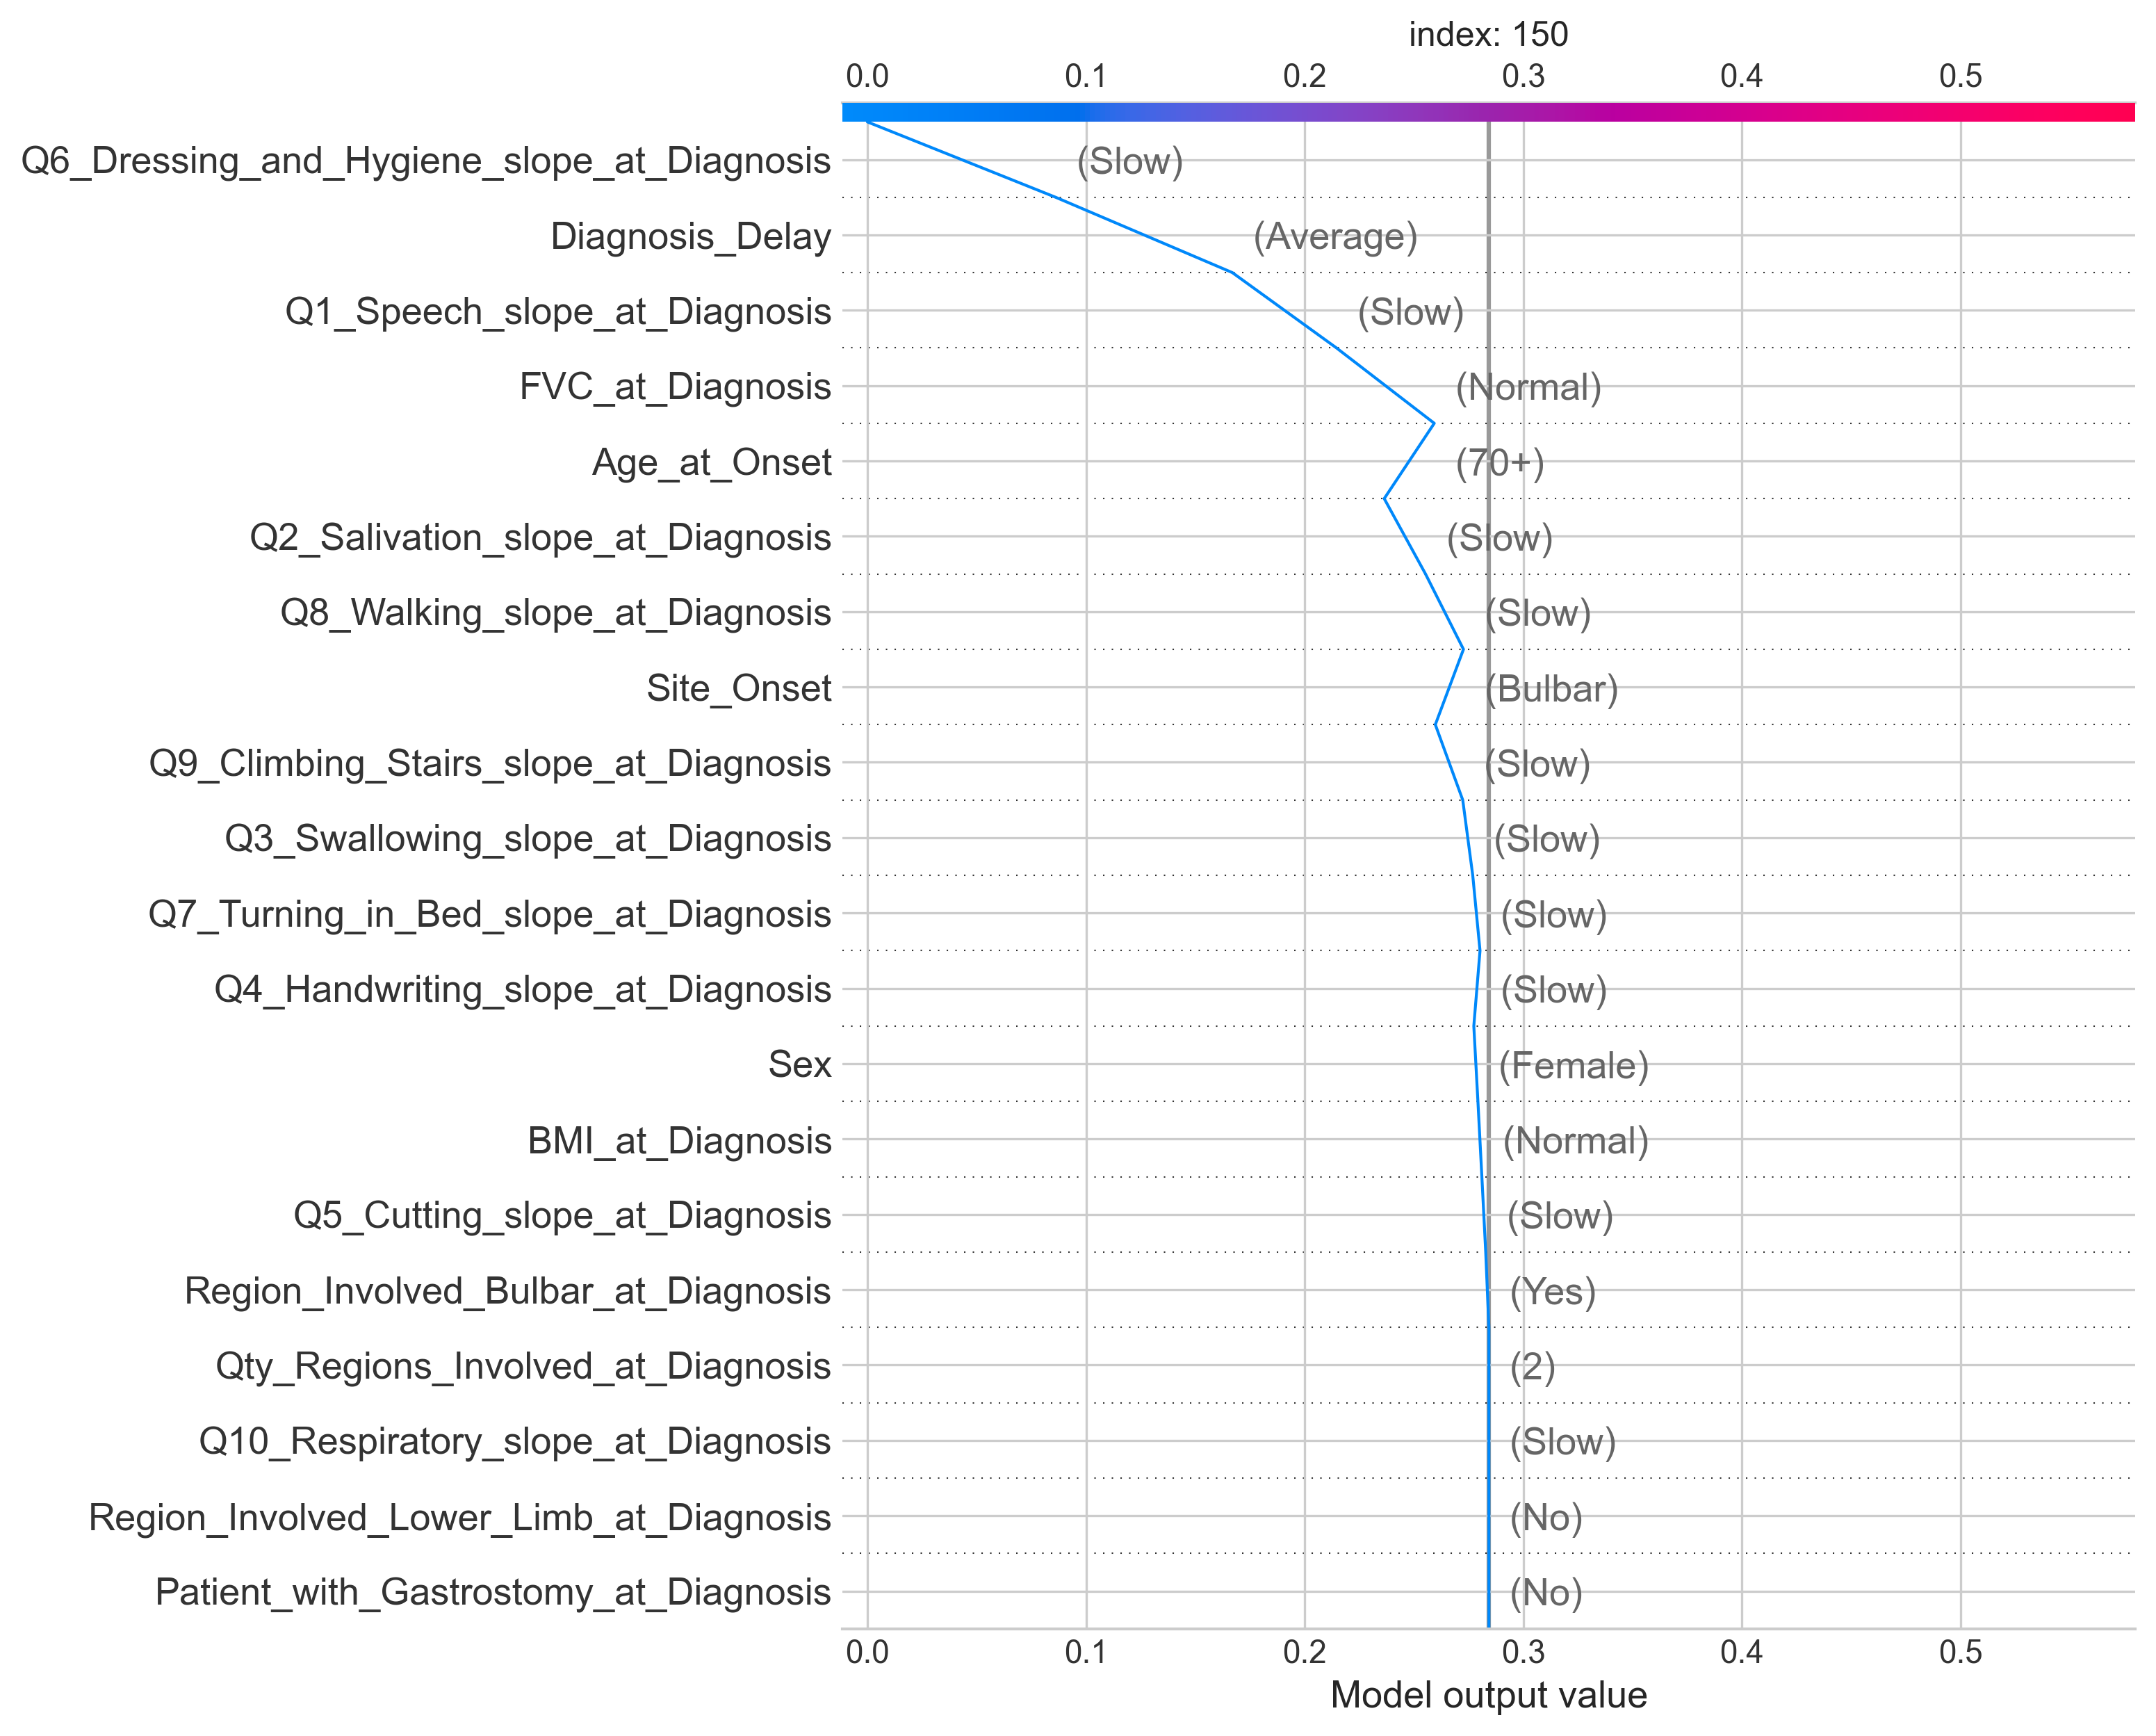 index: 150
0.0 0.1 0.2 0.3 0.4 0.5
Q6_Dressing_and_Hygiene_slope_at_Diagnosis (Slow)
Diagnosis_Delay (Average)
Q1_Speech_slope_at_Diagnosis (Slow)
FVC_at_Diagnosis (Normal)
Age_at_Onset (70+)
Q2_Salivation_slope_at_Diagnosis (Slow)
Q8_Walking_slope_at_Diagnosis (Slow)
Site_Onset (Bulbar)
Q9_Climbing_Stairs_slope_at_Diagnosis (Slow)
Q3_Swallowing_slope_at_Diagnosis (Slow)
Q7_Turning_in_Bed_slope_at_Diagnosis (Slow)
Q4_Handwriting_slope_at_Diagnosis (Slow)
Sex (Female)
BMI_at_Diagnosis (Normal)
Q5_Cutting_slope_at_Diagnosis (Slow)
Region_Involved_Bulbar_at_Diagnosis (Yes)
Qty_Regions_Involved_at_Diagnosis (2)
Q10_Respiratory_slope_at_Diagnosis (Slow)
Region_Involved_Lower_Limb_at_Diagnosis (No)
Patient_with_Gastrostomy_at_Diagnosis (No)
0.0 0.1 0.2 0.3 0.4 0.5
Model output value